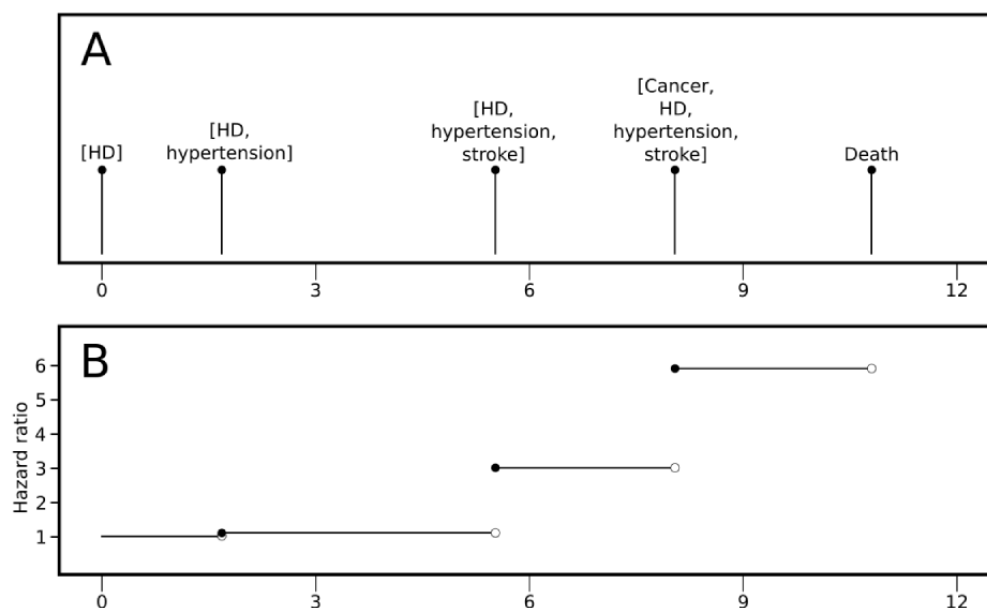 A
[Cancer,
[HD, HD,
[HD, hypertension, hypertension,
[HD] hypertension] stroke] stroke] Death
0 3 6 9 12
B
6
5
4
3
2
1
Hazard ratio
0 3 6 9 12